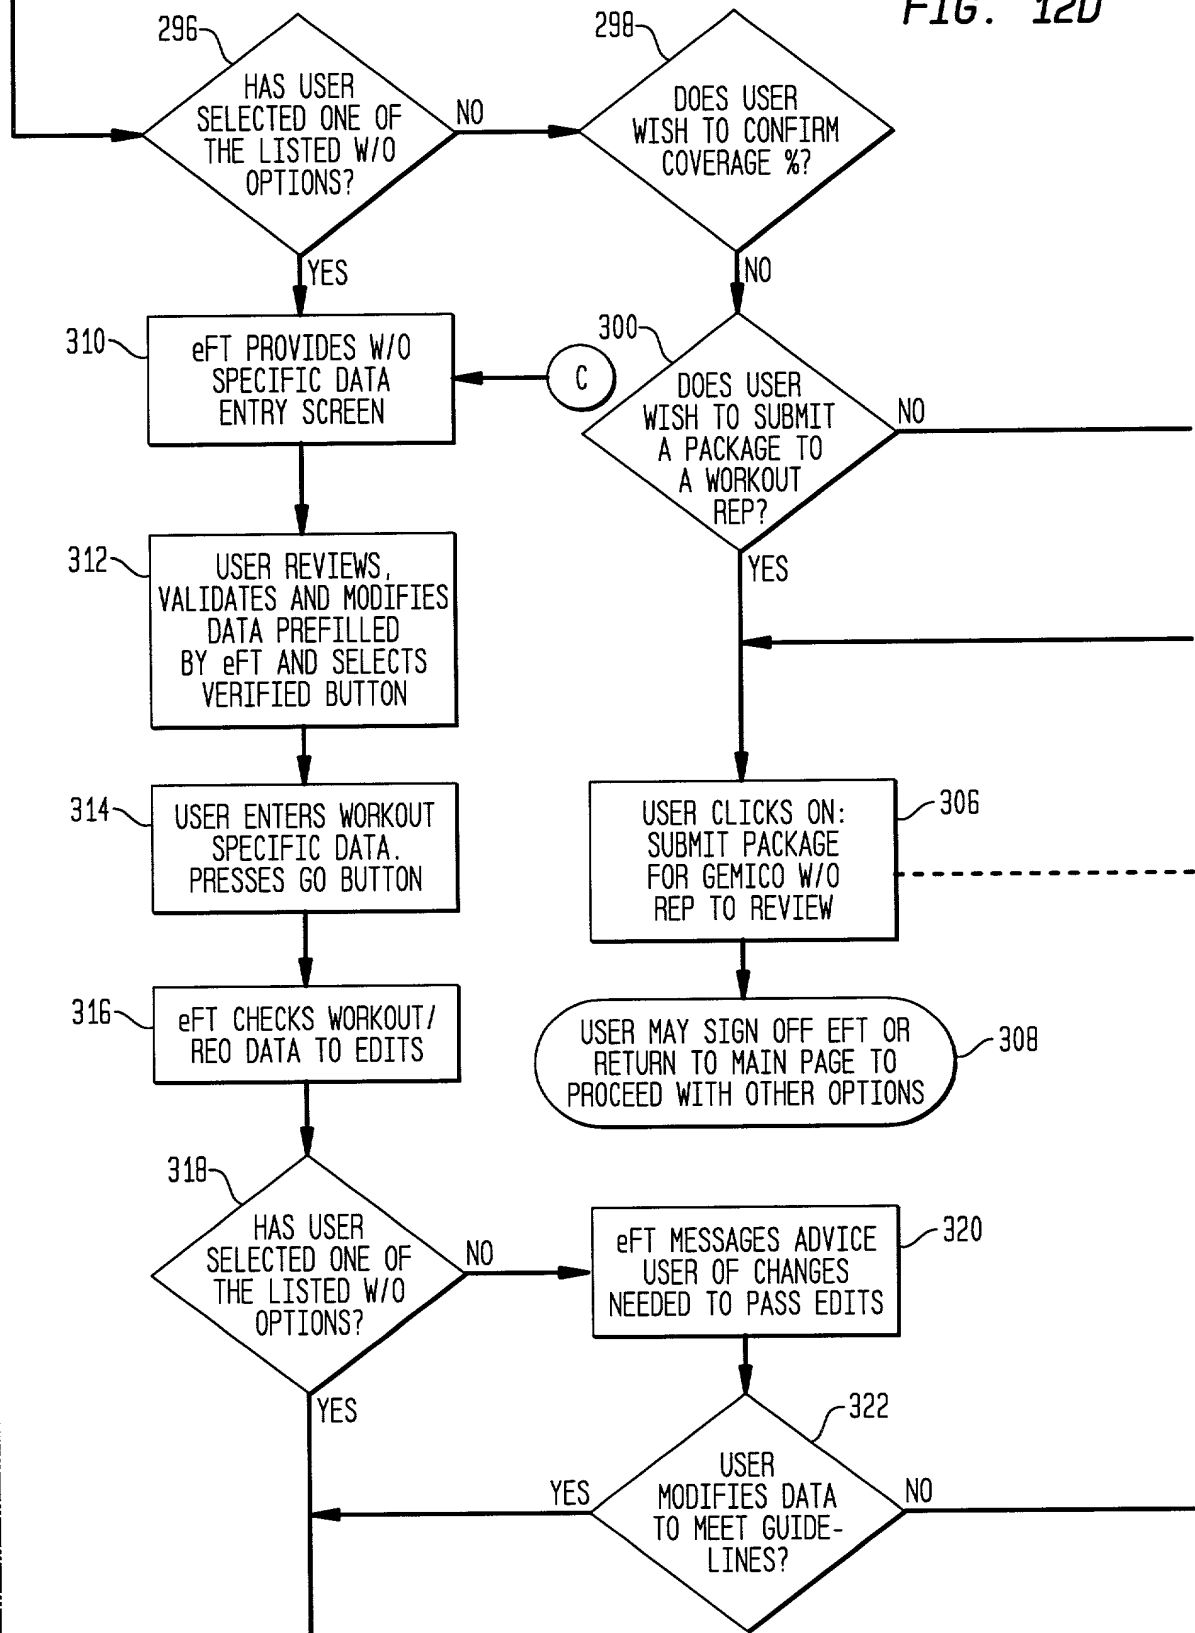 FIG. 12D
296
HAS USER
SELECTED ONE OF
THE LISTED W/O
OPTIONS?
NO
YES
298
DOES USER
WISH TO CONFIRM
COVERAGE %?
NO
310
eFT PROVIDES W/O
SPECIFIC DATA
ENTRY SCREEN
C
300
DOES USER
WISH TO SUBMIT
A PACKAGE TO
A WORKOUT
REP?
NO
YES
312
USER REVIEWS,
VALIDATES AND MODIFIES
DATA PREFILLED
BY eFT AND SELECTS
VERIFIED BUTTON
314
USER ENTERS WORKOUT
SPECIFIC DATA.
PRESSES GO BUTTON
306
USER CLICKS ON:
SUBMIT PACKAGE
FOR GEMICO W/O
REP TO REVIEW
316
eFT CHECKS WORKOUT/
REO DATA TO EDITS
308
USER MAY SIGN OFF EFT OR
RETURN TO MAIN PAGE TO
PROCEED WITH OTHER OPTIONS
318
HAS USER
SELECTED ONE OF
THE LISTED W/O
OPTIONS?
NO
YES
320
eFT MESSAGES ADVICE
USER OF CHANGES
NEEDED TO PASS EDITS
322
USER
MODIFIES DATA
TO MEET GUIDE-
LINES?
YES
NO